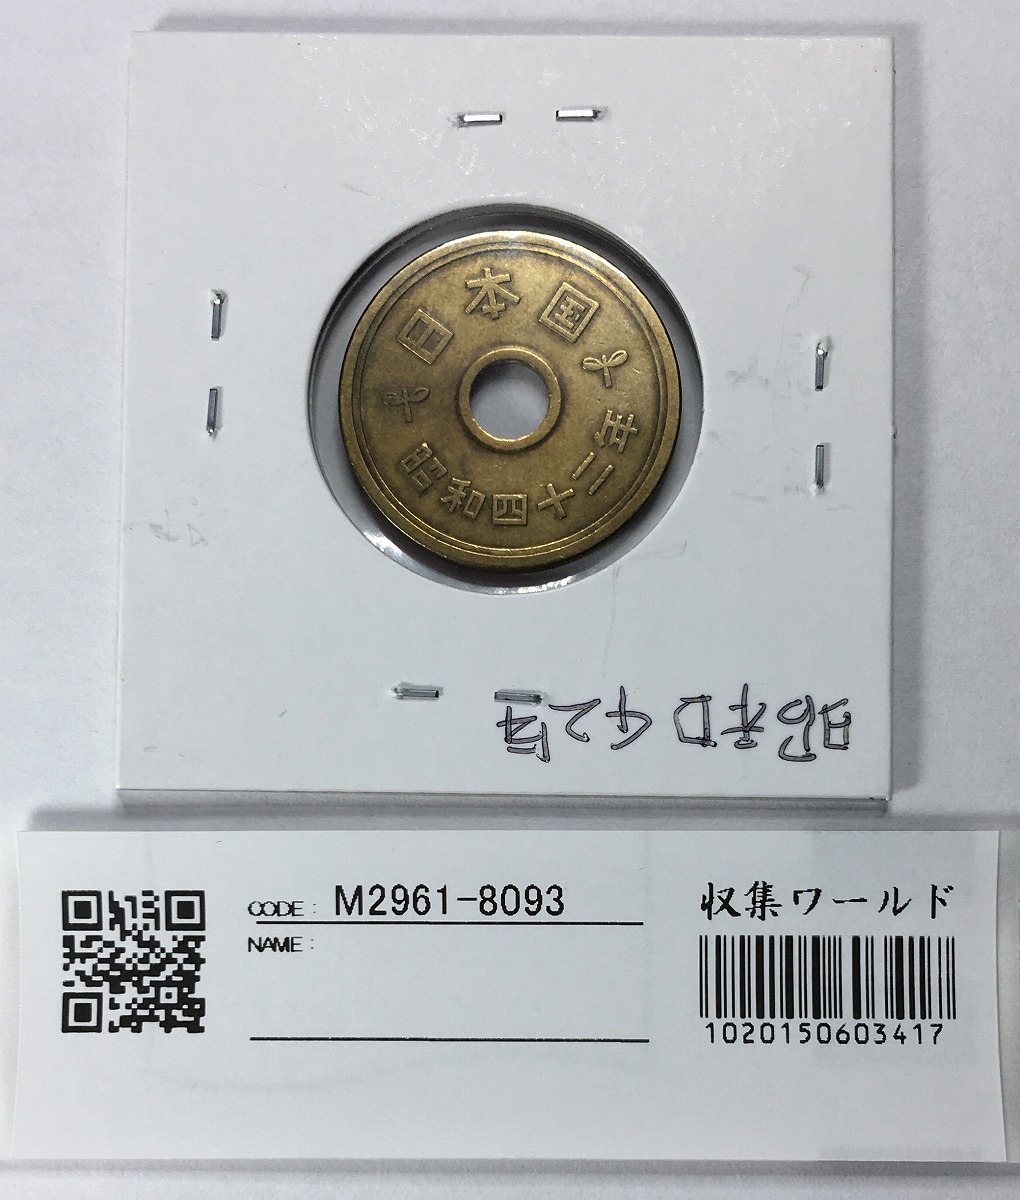 日本国
昭和四十二年
昭和42年
CODE: M2961-8093
NAME:
収集ワールド
1020150603417